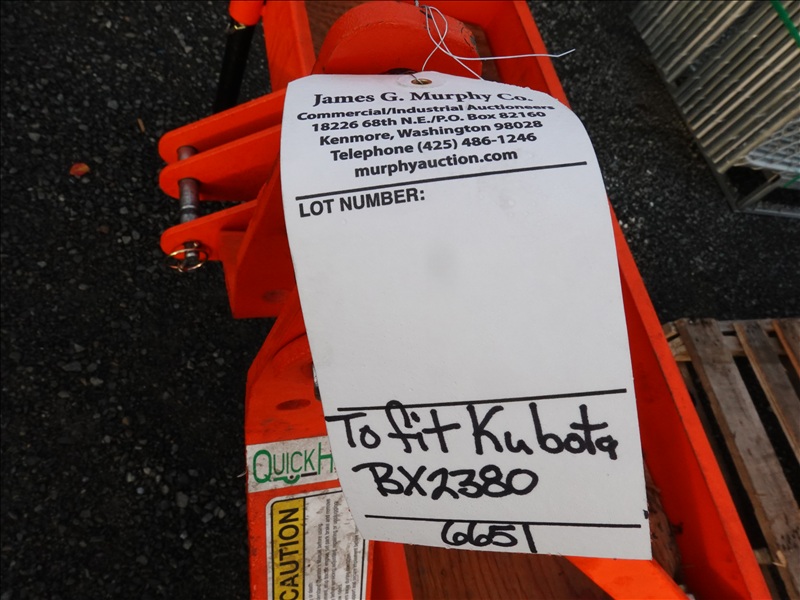 James G. Murphy Co.
Commercial/Industrial Auctioneers
18226 68th N.E./P.O. Box 82160
Kenmore, Washington 98028
Telephone (425) 486-1246
murphyauction.com
LOT NUMBER:
To fit Kubota
BX2380
6651
QUICK H
CAUTION